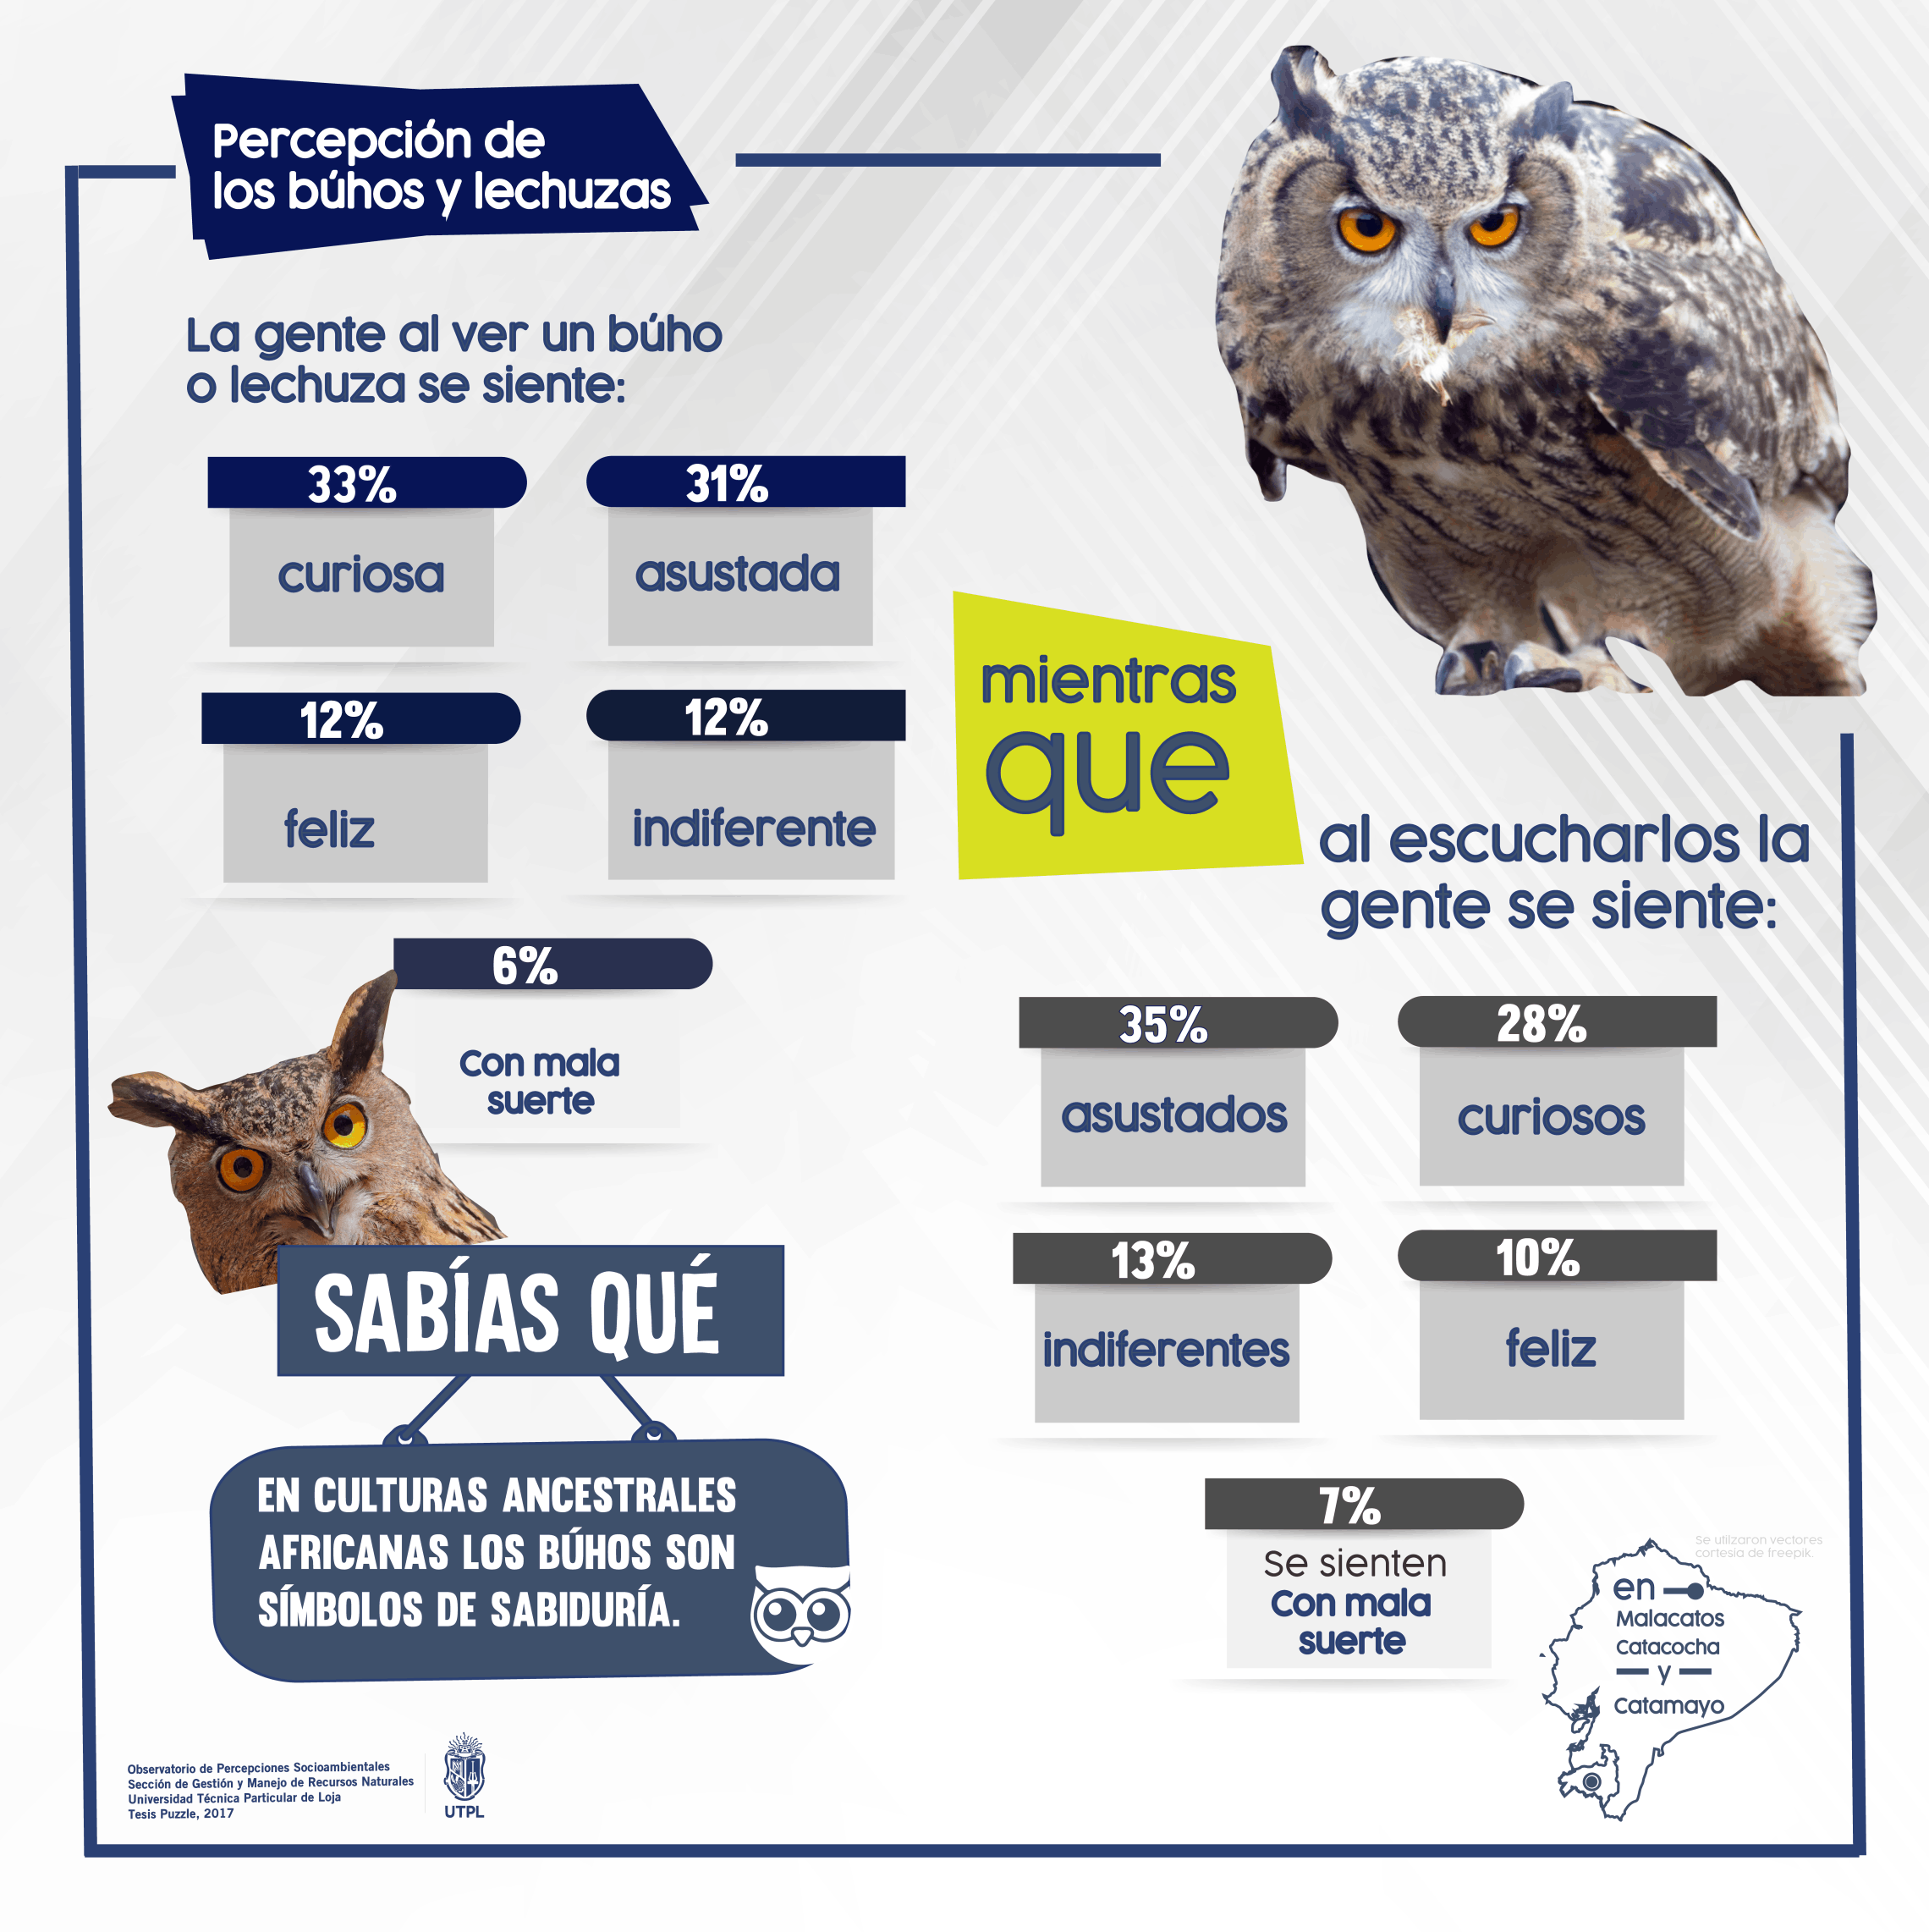 Percepción de
los búhos y lechuzas
La gente al ver un búho
o lechuza se siente:
33%
curiosa
31%
asustada
12%
feliz
12%
indiferente
6%
Con mala
suerte
mientras
que
al escucharlos la
gente se siente:
35%
asustados
28%
curiosos
13%
indiferentes
10%
feliz
7%
Se sienten
Con mala
suerte
SABÍAS QUÉ
EN CULTURAS ANCESTRALES
AFRICANAS LOS BÚHOS SON
SÍMBOLOS DE SABIDURÍA.
Se utilzaron vectores
cortesía de freepik.
en
Malacatos
Catacocha
y
Catamayo
Observatorio de Percepciones Socioambientales
Sección de Gestión y Manejo de Recursos Naturales
Universidad Técnica Particular de Loja
Tesis Puzzle, 2017
UTPL